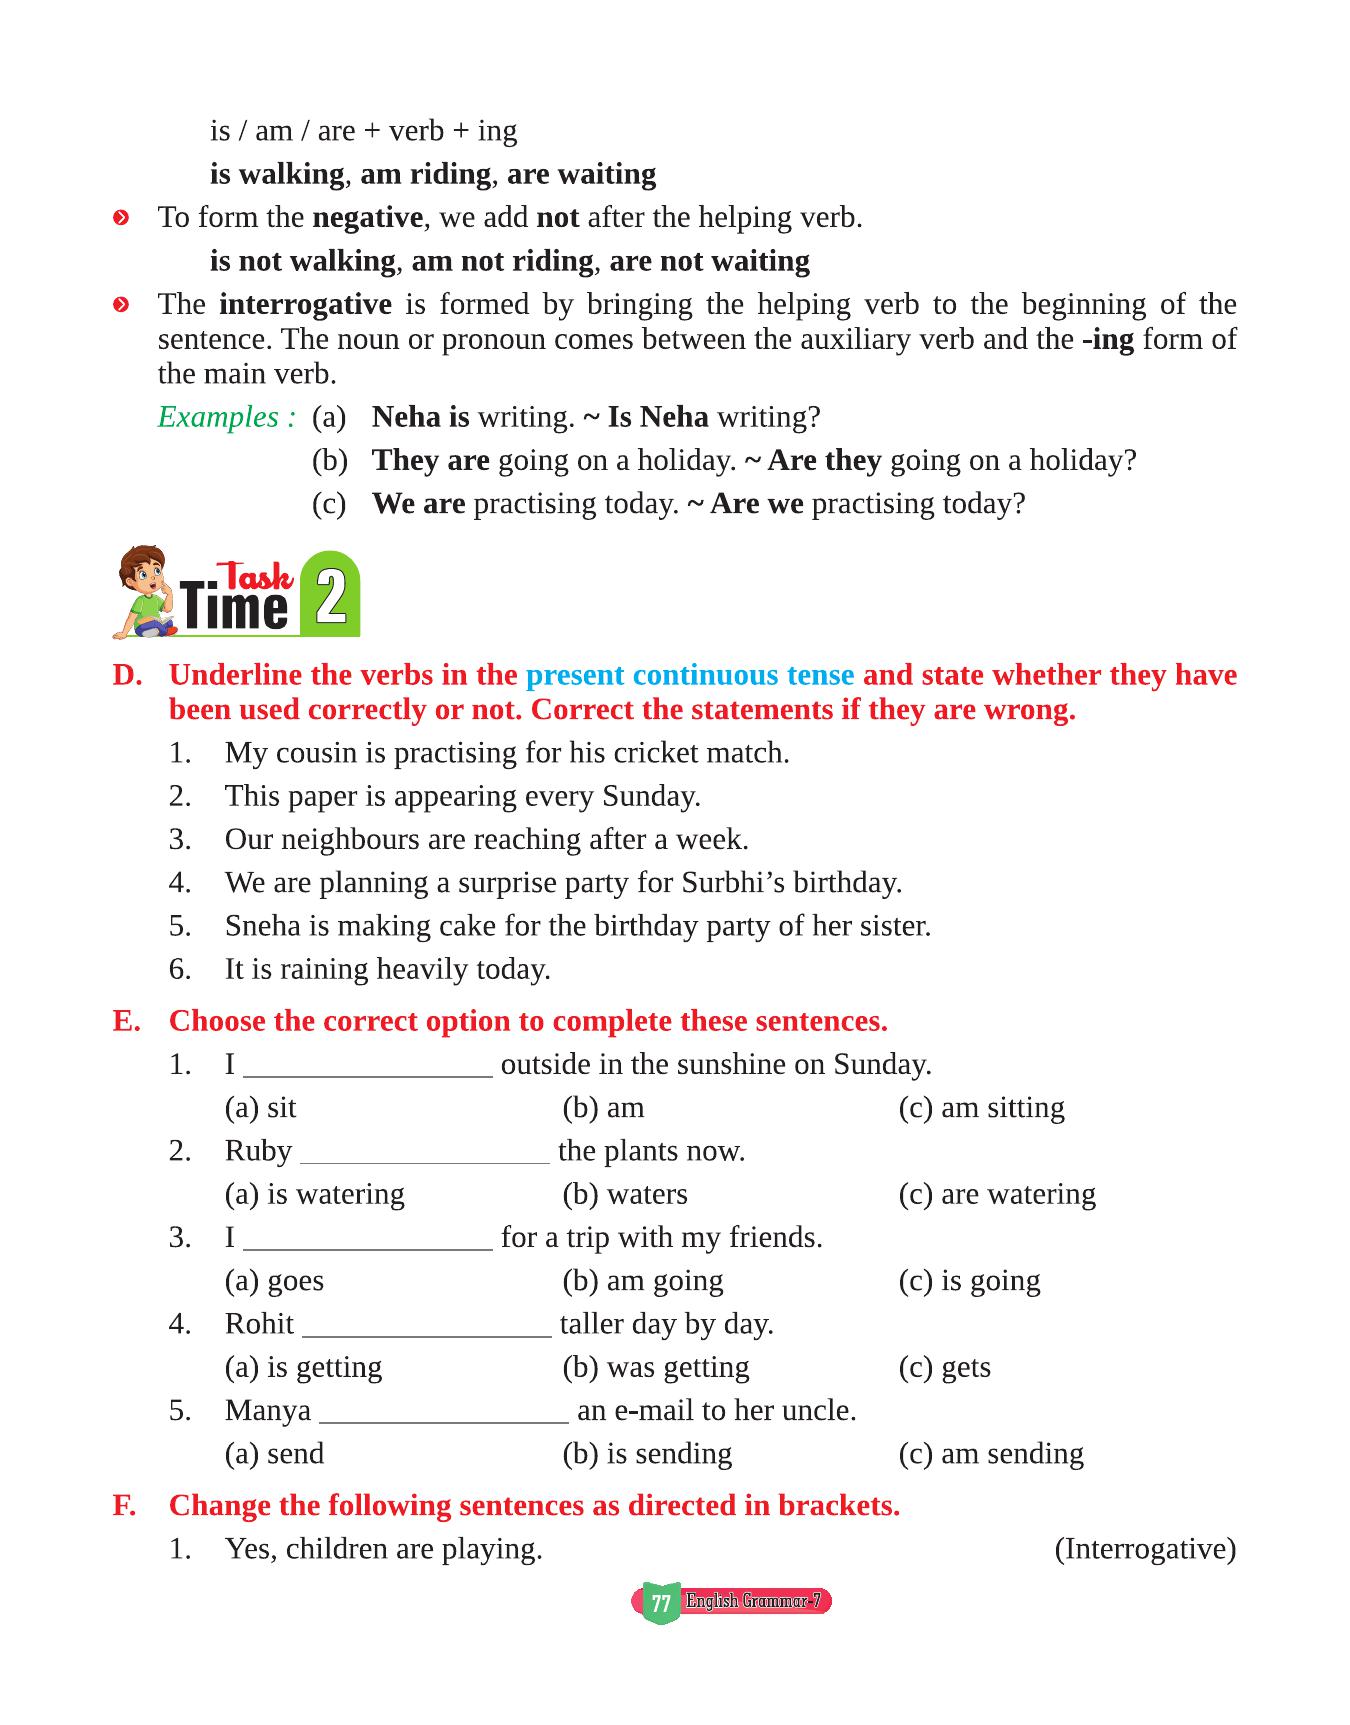 is / am / are + verb + ing
is walking, am riding, are waiting
To form the negative, we add not after the helping verb.
is not walking, am not riding, are not waiting
The interrogative is formed by bringing the helping verb to the beginning of the
sentence. The noun or pronoun comes between the auxiliary verb and the -ing form of
the main verb.
Examples : (a) Neha is writing. ~ Is Neha writing?
(b) They are going on a holiday. ~ Are they going on a holiday?
(c) We are practising today. ~ Are we practising today?
Task
Time 2
D. Underline the verbs in the present continuous tense and state whether they have
been used correctly or not. Correct the statements if they are wrong.
1. My cousin is practising for his cricket match.
2. This paper is appearing every Sunday.
3. Our neighbours are reaching after a week.
4. We are planning a surprise party for Surbhi’s birthday.
5. Sneha is making cake for the birthday party of her sister.
6. It is raining heavily today.
E. Choose the correct option to complete these sentences.
1. I ________________ outside in the sunshine on Sunday.
(a) sit (b) am (c) am sitting
2. Ruby ________________ the plants now.
(a) is watering (b) waters (c) are watering
3. I ________________ for a trip with my friends.
(a) goes (b) am going (c) is going
4. Rohit ________________ taller day by day.
(a) is getting (b) was getting (c) gets
5. Manya ________________ an e-mail to her uncle.
(a) send (b) is sending (c) am sending
F. Change the following sentences as directed in brackets.
1. Yes, children are playing. (Interrogative)
77 English Grammar-7